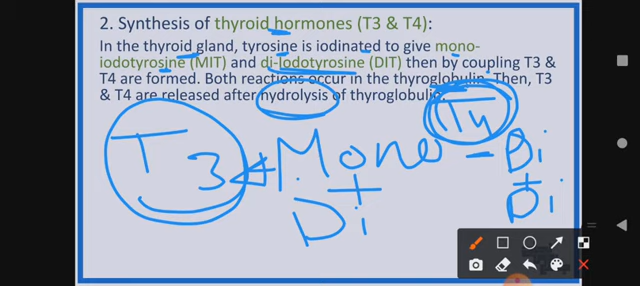 2. Synthesis of thyroid hormones (T3 & T4):
In the thyroid gland, tyrosine is iodinated to give mono-
iodotyrosine (MIT) and di-Iodotyrosine (DIT) then by coupling T3 &
T4 are formed. Both reactions occur in the thyroglobulin. Then, T3
& T4 are released after hydrolysis of thyroglobulin.
T4
T3 Mono - Di
+ +
Di Di